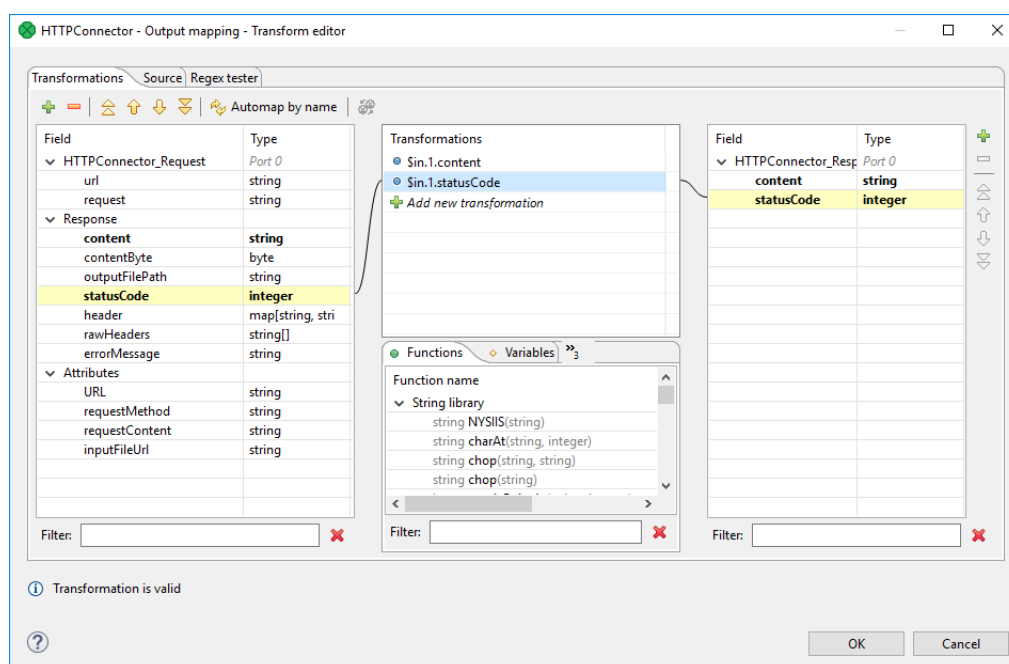 HTTPConnector - Output mapping - Transform editor
Transformations Source Regex tester
Automap by name
Field Type
HTTPConnector_Request Port 0
url string
request string
Response
content string
contentByte byte
outputFilePath string
statusCode integer
header map[string, stri
rawHeaders string[]
errorMessage string
Attributes
URL string
requestMethod string
requestContent string
inputFileUrl string
Filter:
Transformations
$in.1.content
$in.1.statusCode
Add new transformation
Functions Variables »3
Function name
String library
string NYSIIS(string)
string charAt(string, integer)
string chop(string, string)
string chop(string)
Filter:
Field Type
HTTPConnector_Resp Port 0
content string
statusCode integer
Filter:
Transformation is valid
OK Cancel